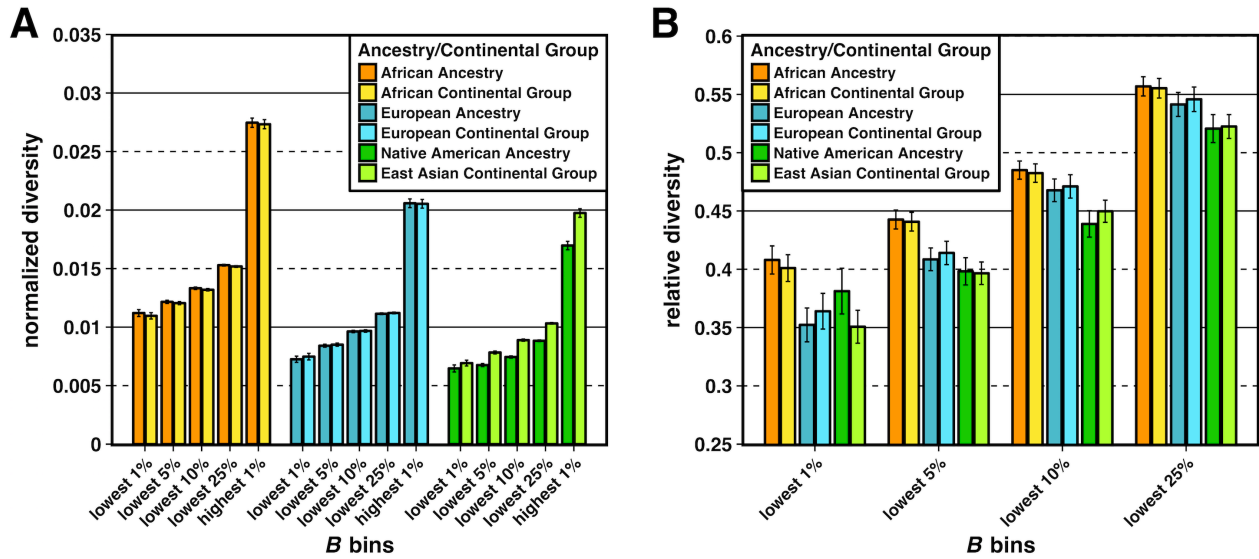 A
normalized diversity
0.035
0.03
0.025
0.02
0.015
0.01
0.005
0
Ancestry/Continental Group
African Ancestry
African Continental Group
European Ancestry
European Continental Group
Native American Ancestry
East Asian Continental Group
lowest 1%
lowest 5%
lowest 10%
lowest 25%
highest 1%
lowest 1%
lowest 5%
lowest 10%
lowest 25%
highest 1%
lowest 1%
lowest 5%
lowest 10%
lowest 25%
highest 1%
B bins
B
relative diversity
0.6
0.55
0.5
0.45
0.4
0.35
0.3
0.25
Ancestry/Continental Group
African Ancestry
African Continental Group
European Ancestry
European Continental Group
Native American Ancestry
East Asian Continental Group
lowest 1%
lowest 5%
lowest 10%
lowest 25%
B bins